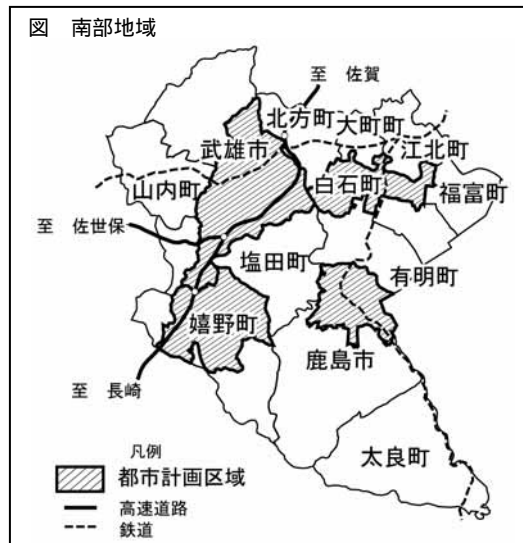 図　南部地域
至　佐賀
北方町
大町町
江北町
武雄市
山内町
白石町
福富町
至　佐世保
塩田町
有明町
嬉野町
鹿島市
至　長崎
太良町
凡例
都市計画区域
高速道路
鉄道